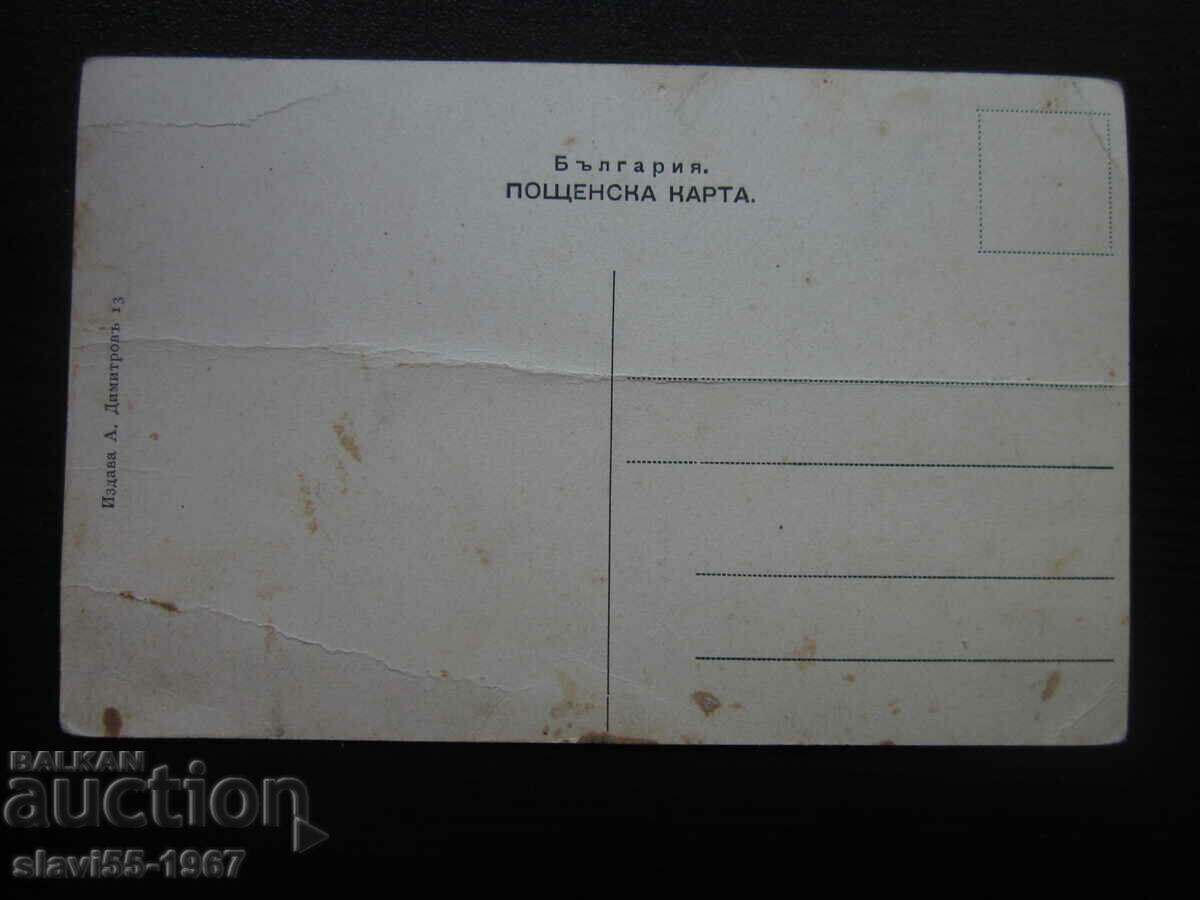 България.
ПОЩЕНСКА КАРТА.
Издава А. Димитровъ 13
BALKAN
auction
slavi55-1967